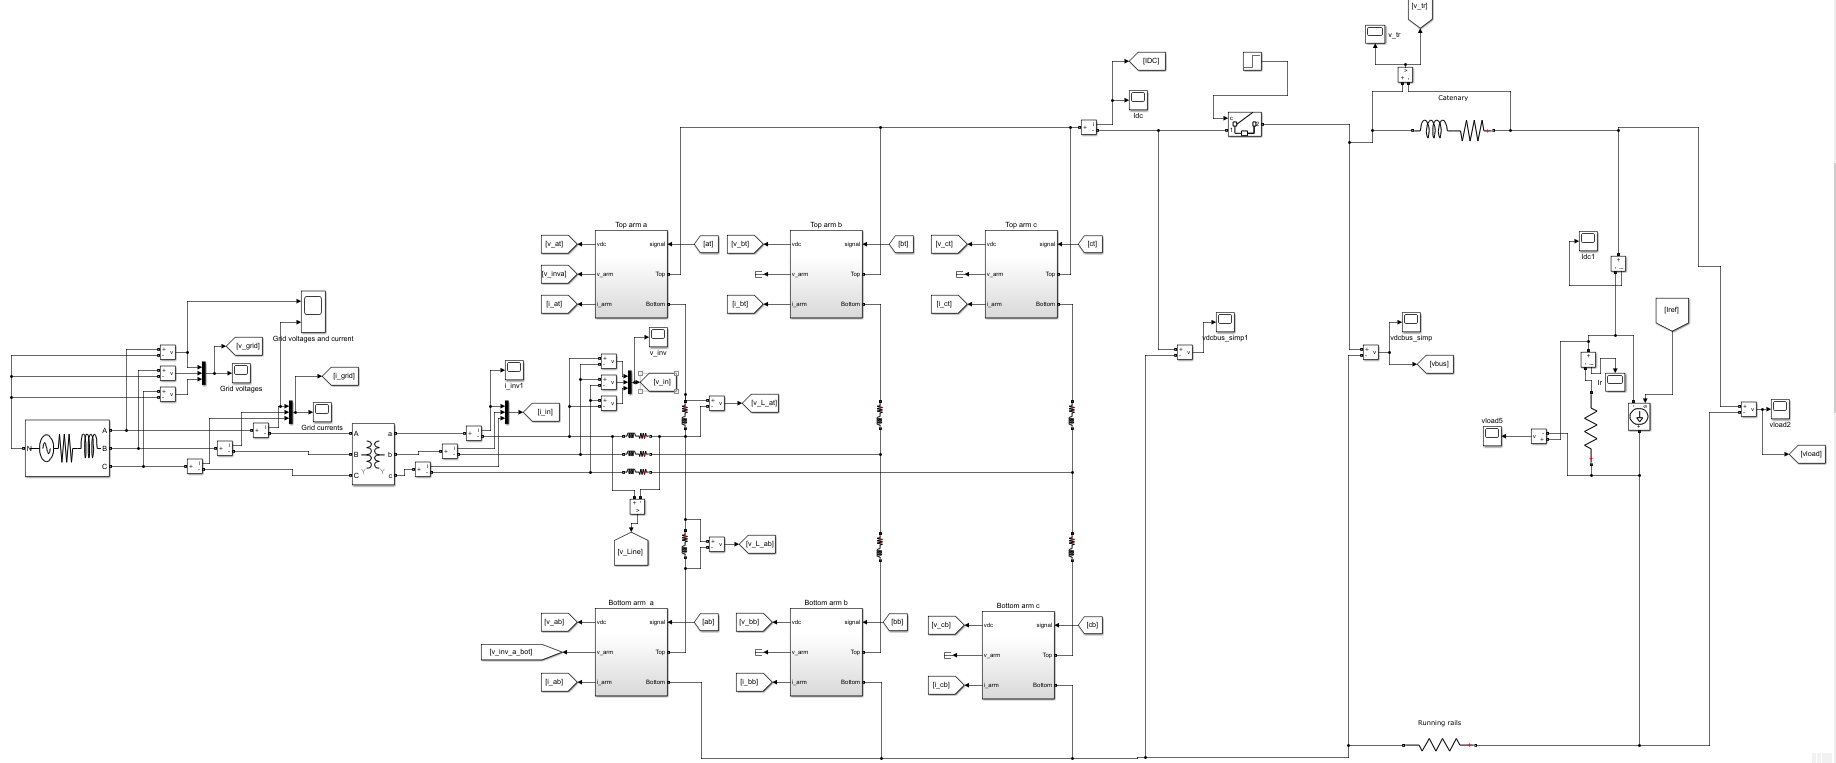 [v_tr]
v_tr
[IDC]
Idc
Catenary
Top arm a
Top arm b
Top arm c
[v_at]
vdc
signal
[at]
[v_bt]
vdc
signal
[bt]
[v_ct]
vdc
signal
[ct]
[v_inva]
v_arm
Top
v_arm
Top
v_arm
Top
[i_at]
i_arm
Bottom
[i_bt]
i_arm
Bottom
[i_ct]
i_arm
Bottom
Idc1
[Iref]
Grid voltages and current
[v_grid]
Grid voltages
[i_grid]
Grid currents
v_inv
[v_in]
i_inv1
[i_in]
vdcbus_simp1
vdcbus_simp
[vbus]
Ir
[v_L_at]
vload5
vload2
[vload]
N
A
B
C
A
B
C
a
b
c
Y
Y
[v_Line]
[v_L_ab]
Bottom arm a
Bottom arm b
Bottom arm c
[v_ab]
vdc
signal
[ab]
[v_bb]
vdc
signal
[bb]
[v_cb]
vdc
signal
[cb]
[v_inv_a_bot]
v_arm
Top
v_arm
Top
v_arm
Top
[i_ab]
i_arm
Bottom
[i_bb]
i_arm
Bottom
[i_cb]
i_arm
Bottom
Running rails